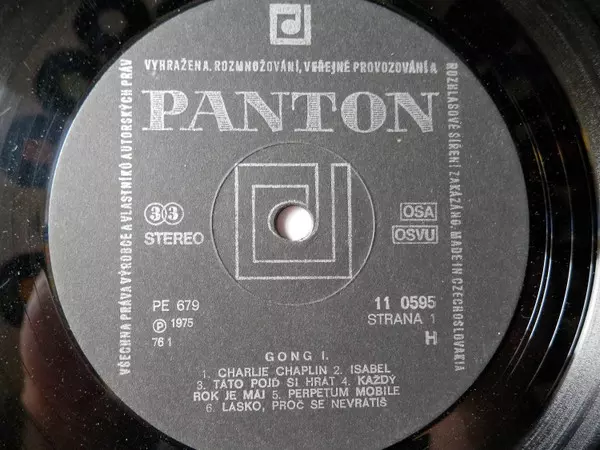 VŠECHNA PRÁVA VÝROBCE A VLASTNÍKŮ AUTORSKÝCH PRÁV
VYHRAŽENA. ROZMNOŽOVÁNÍ, VEŘEJNÉ PROVOZOVÁNÍ A
ROZHLASOVÉ ŠÍŘENÍ ZAKÁZÁNO. MADE IN CZECHOSLOVAKIA
PANTON
33
STEREO
OSA
OSVU
PE 679
℗ 1975
76 1
11 0595
STRANA 1
H
GONG I.
1. CHARLIE CHAPLIN 2. ISABEL
3. TÁTO POJĎ SI HRÁT 4. KAŽDÝ
ROK JE MÁJ 5. PERPETUM MOBILE
6. LÁSKO, PROČ SE NEVRÁTÍŠ